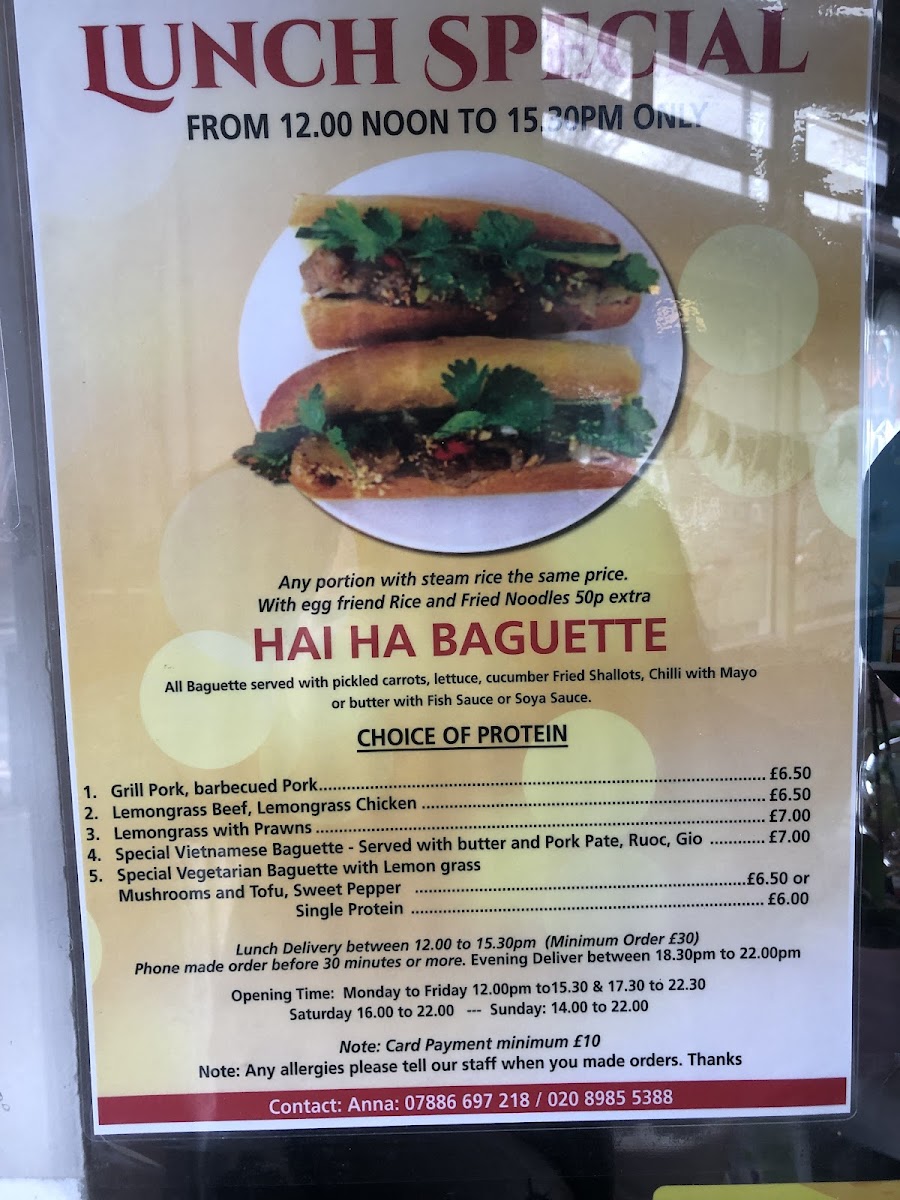 LUNCH SPECIAL
FROM 12.00 NOON TO 15.30PM ONLY
Any portion with steam rice the same price.
With egg friend Rice and Fried Noodles 50p extra
HAI HA BAGUETTE
All Baguette served with pickled carrots, lettuce, cucumber Fried Shallots, Chilli with Mayo
or butter with Fish Sauce or Soya Sauce.
CHOICE OF PROTEIN
1. Grill Pork, barbecued Pork........ £6.50
2. Lemongrass Beef, Lemongrass Chicken ........ £6.50
3. Lemongrass with Prawns ........ £7.00
4. Special Vietnamese Baguette - Served with butter and Pork Pate, Ruoc, Gio ........ £7.00
5. Special Vegetarian Baguette with Lemon grass
Mushrooms and Tofu, Sweet Pepper ........£6.50 or
Single Protein ........ £6.00
Lunch Delivery between 12.00 to 15.30pm (Minimum Order £30)
Phone made order before 30 minutes or more. Evening Deliver between 18.30pm to 22.00pm
Opening Time: Monday to Friday 12.00pm to15.30 & 17.30 to 22.30
Saturday 16.00 to 22.00 --- Sunday: 14.00 to 22.00
Note: Card Payment minimum £10
Note: Any allergies please tell our staff when you made orders. Thanks
Contact: Anna: 07886 697 218 / 020 8985 5388